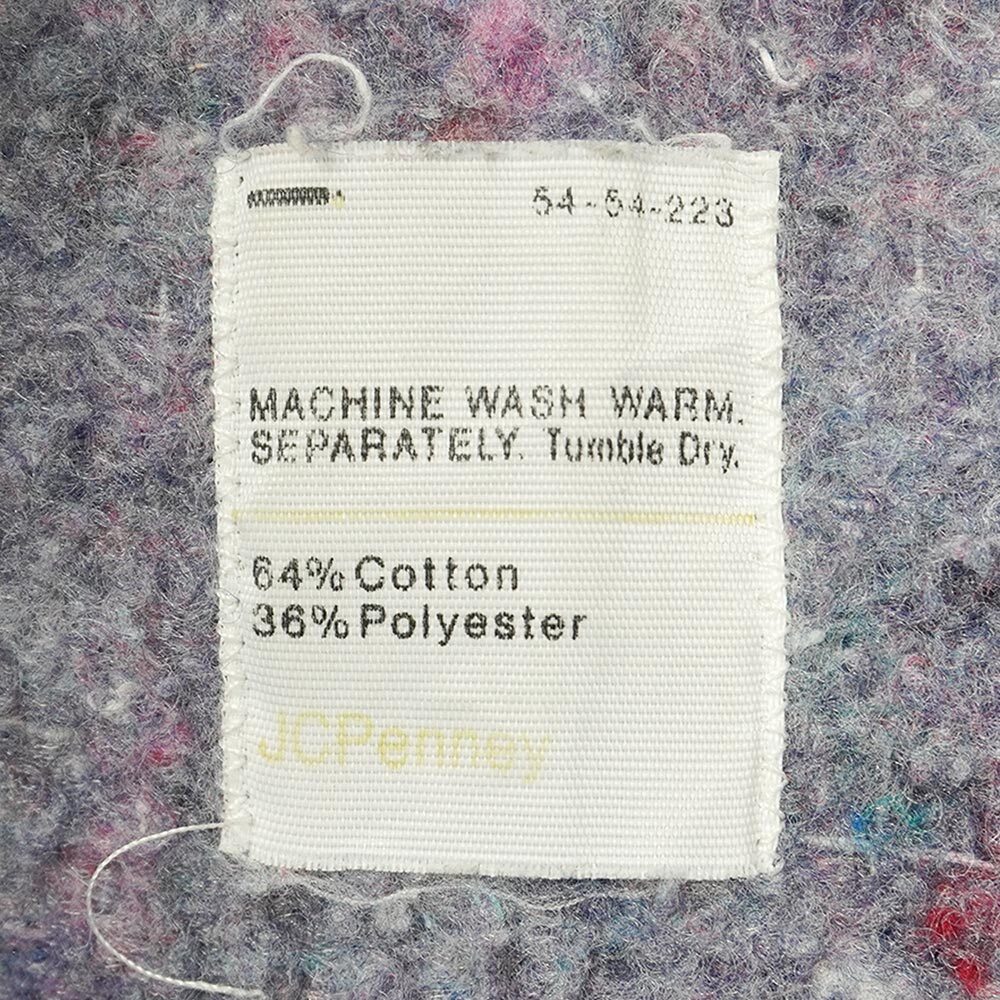 54-54-223
MACHINE WASH WARM.
SEPARATELY. Tumble Dry.
64% Cotton
36% Polyester
JCPenney